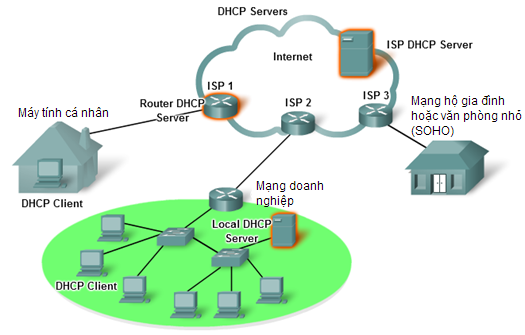 DHCP Servers
Internet
ISP DHCP Server
ISP 1
ISP 2
ISP 3
Router DHCP
Server
Máy tính cá nhân
DHCP Client
Mạng hộ gia đình
hoặc văn phòng nhỏ
(SOHO)
Mạng doanh
nghiệp
Local DHCP
Server
DHCP Client